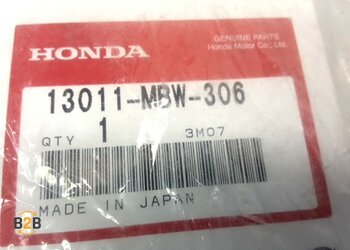 HONDA
GENUINE PARTS
Honda Motor Co., Ltd.
13011-MBW-306
QTY 1 3M07
MADE IN JAPAN
B2B